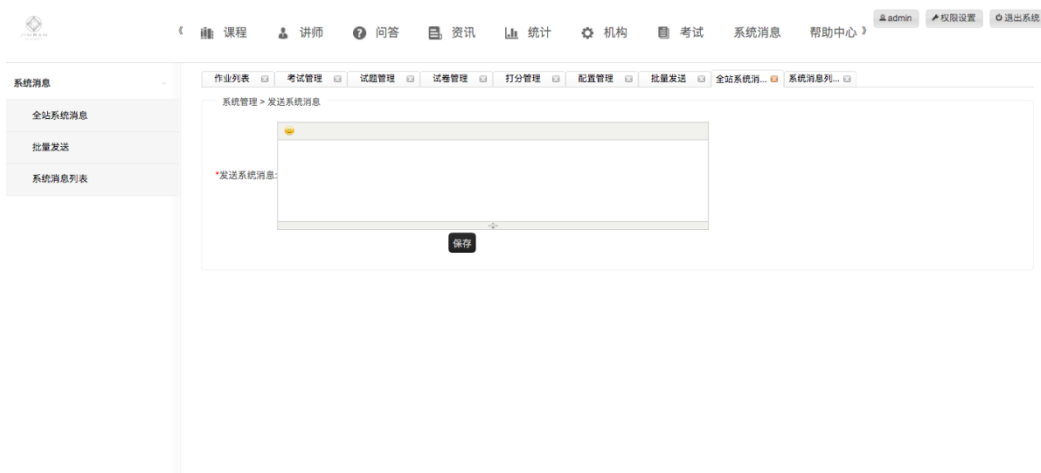 admin 权限设置 退出系统
《 课程 讲师 问答 资讯 统计 机构 考试 系统消息 帮助中心 》
系统消息
作业列表 考试管理 试题管理 试卷管理 打分管理 配置管理 批量发送 全站系统消... 系统消息列...
系统管理 > 发送系统消息
全站系统消息
批量发送
系统消息列表
*发送系统消息:
保存